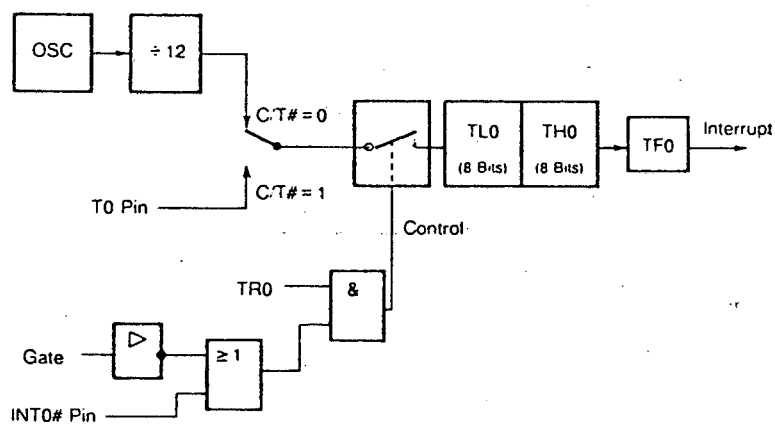 OSC
÷ 12
C/T# = 0
C/T# = 1
T0 Pin
TL0
(8 Bits)
TH0
(8 Bits)
TF0
Interrupt
Control
TR0
&
Gate
≥ 1
INT0# Pin